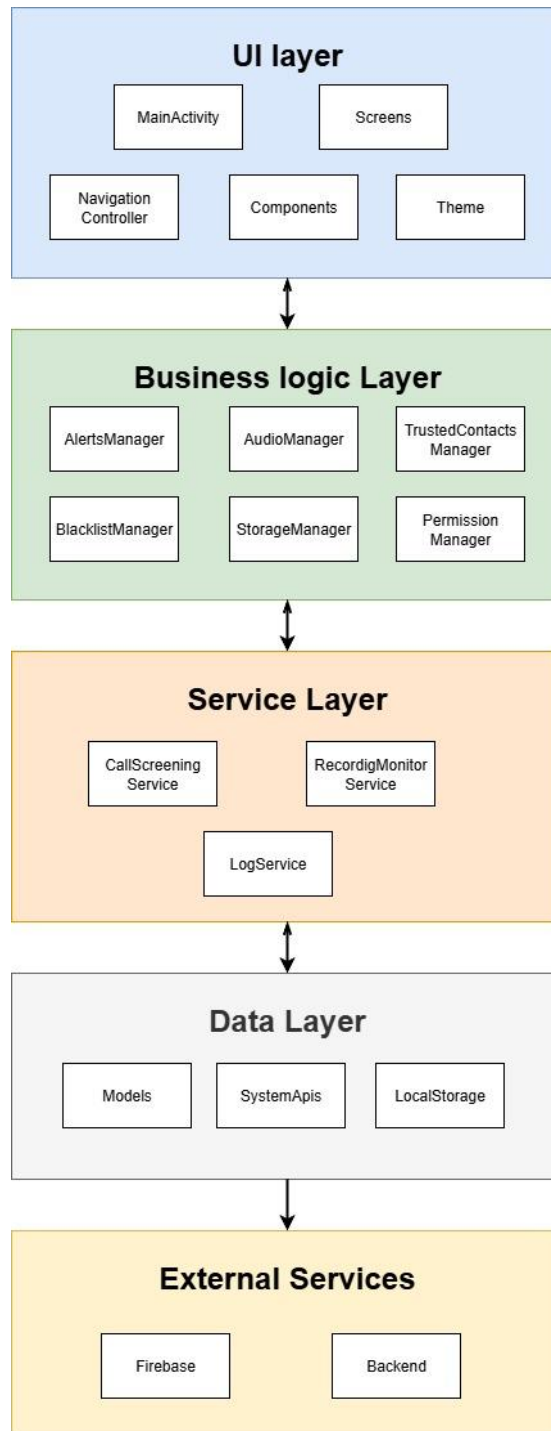 UI layer
MainActivity
Screens
Navigation
Controller
Components
Theme
Business logic Layer
AlertsManager
AudioManager
TrustedContacts
Manager
BlacklistManager
StorageManager
Permission
Manager
Service Layer
CallScreening
Service
RecordigMonitor
Service
LogService
Data Layer
Models
SystemApis
LocalStorage
External Services
Firebase
Backend